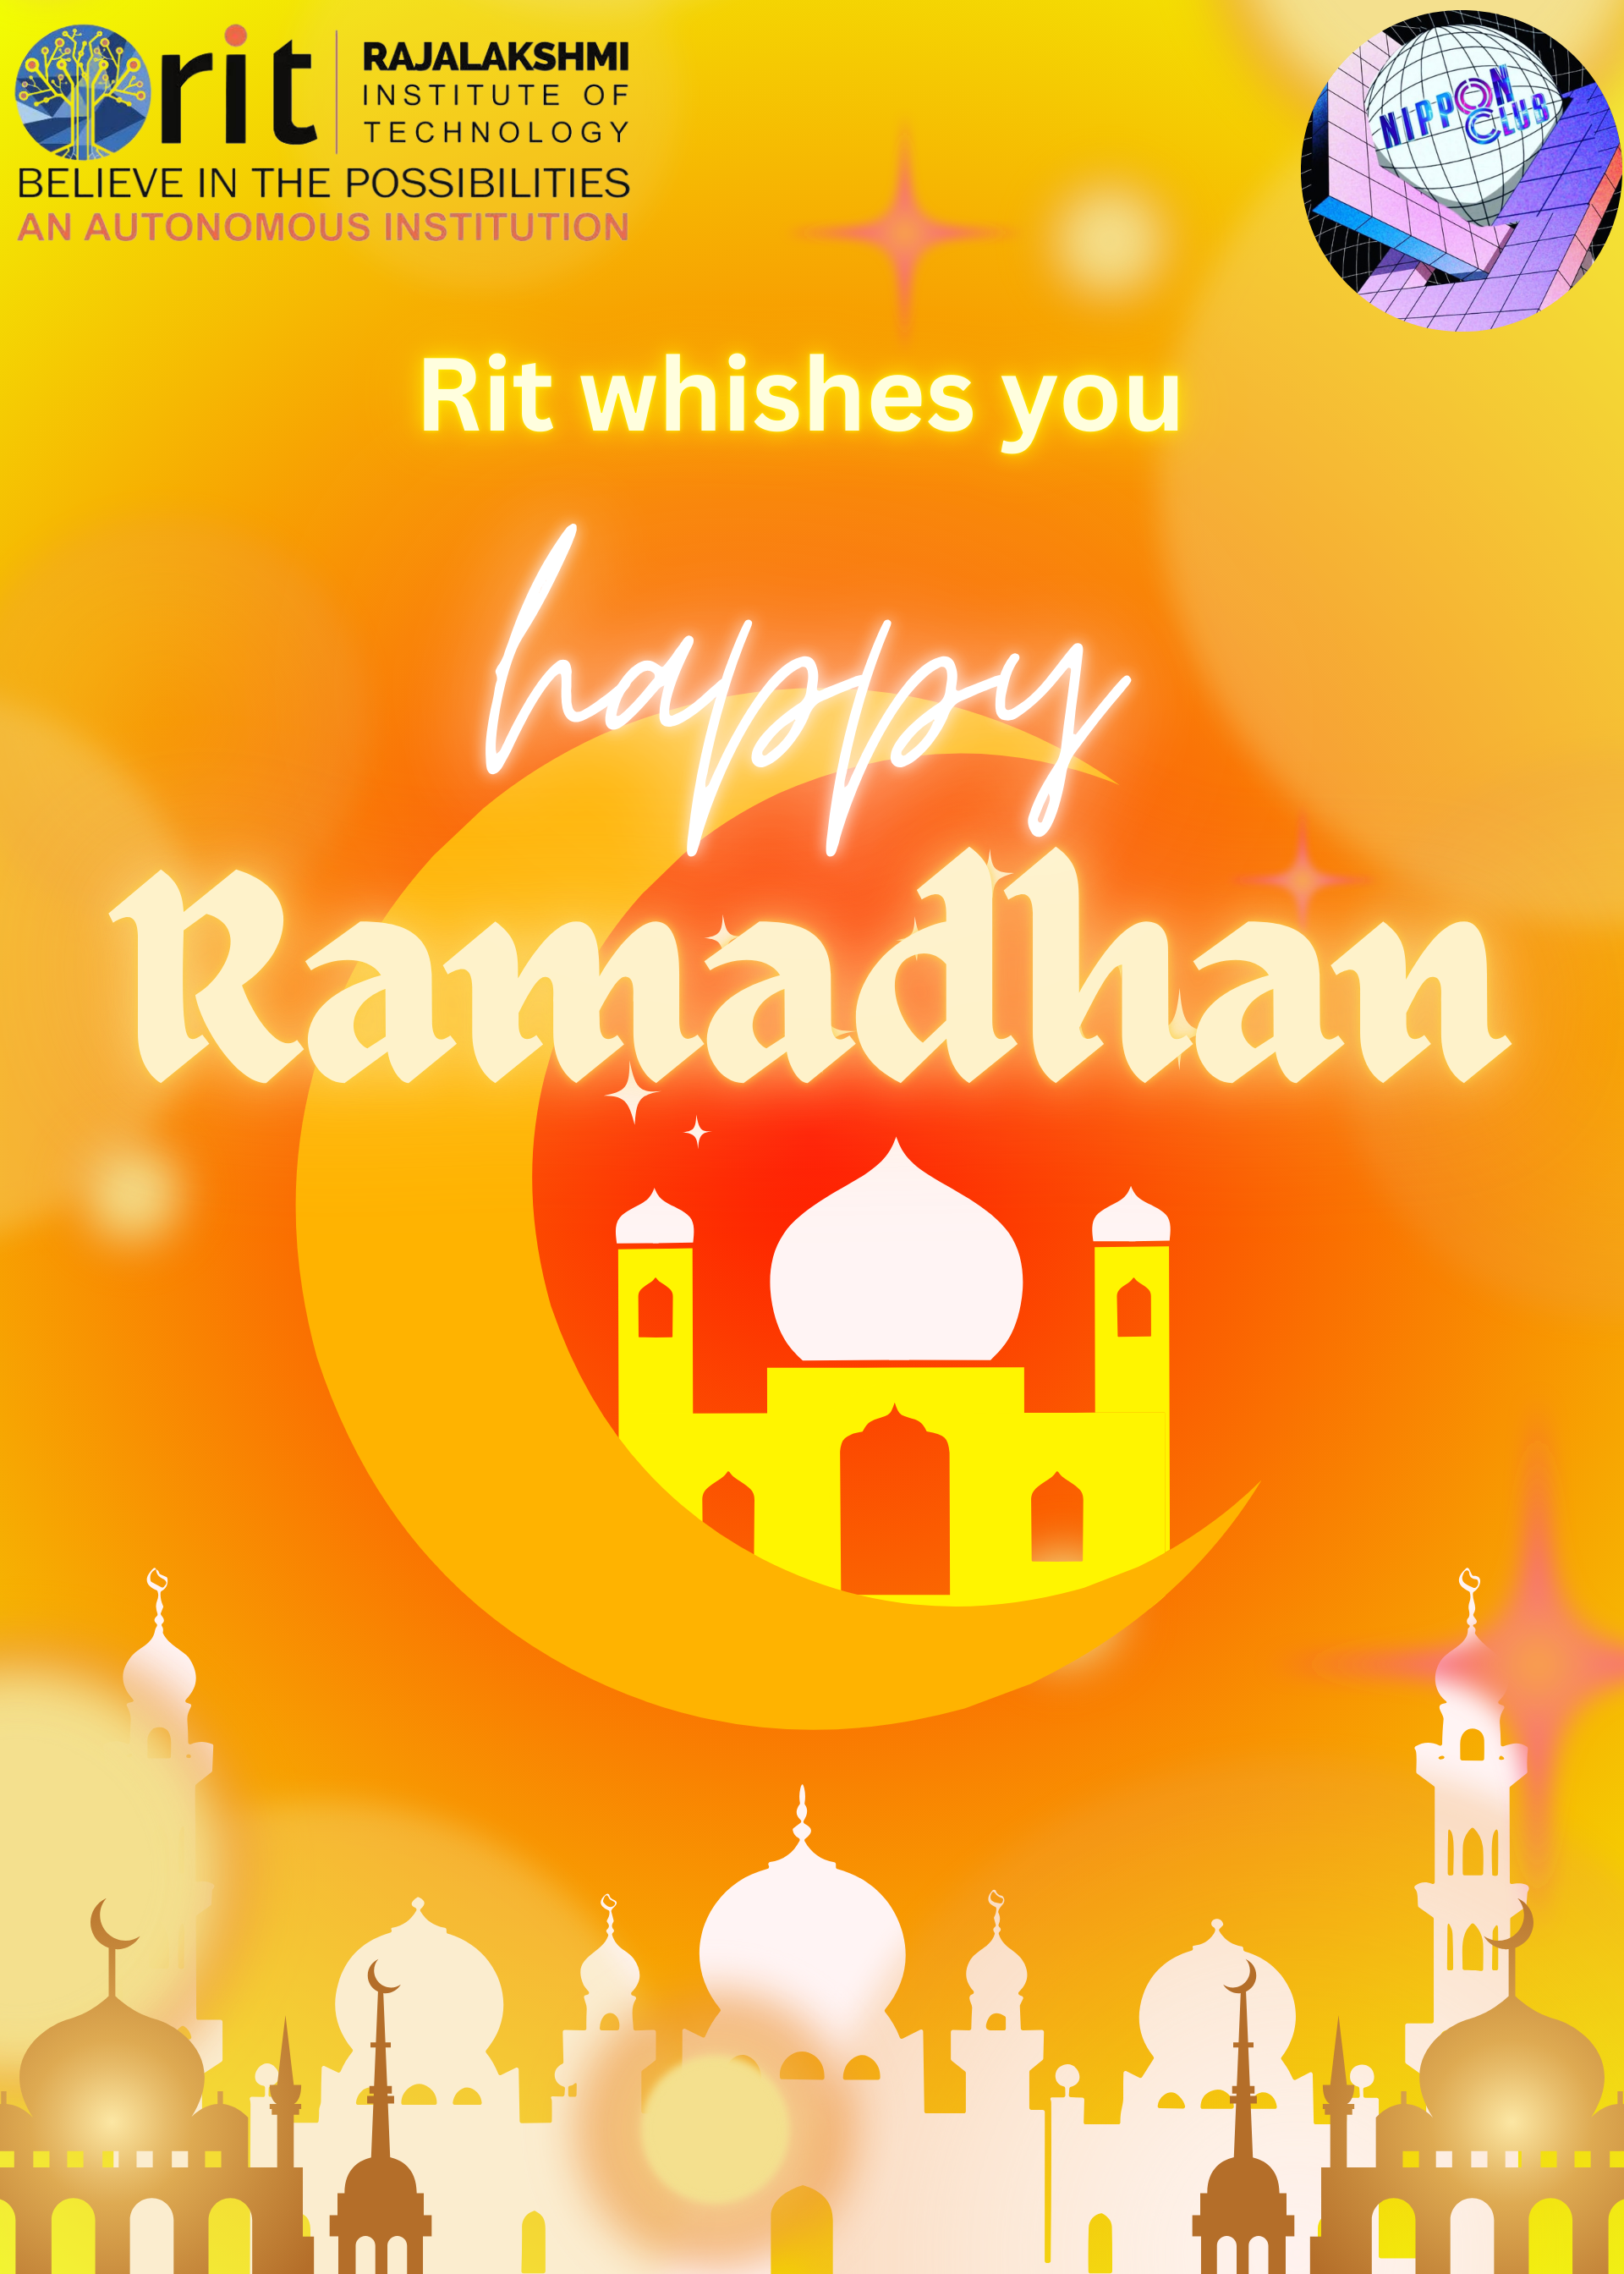 rit
RAJALAKSHMI
INSTITUTE OF
TECHNOLOGY
BELIEVE IN THE POSSIBILITIES
AN AUTONOMOUS INSTITUTION
NIPPON
CLUB
Rit whishes you
happy
Ramadhan